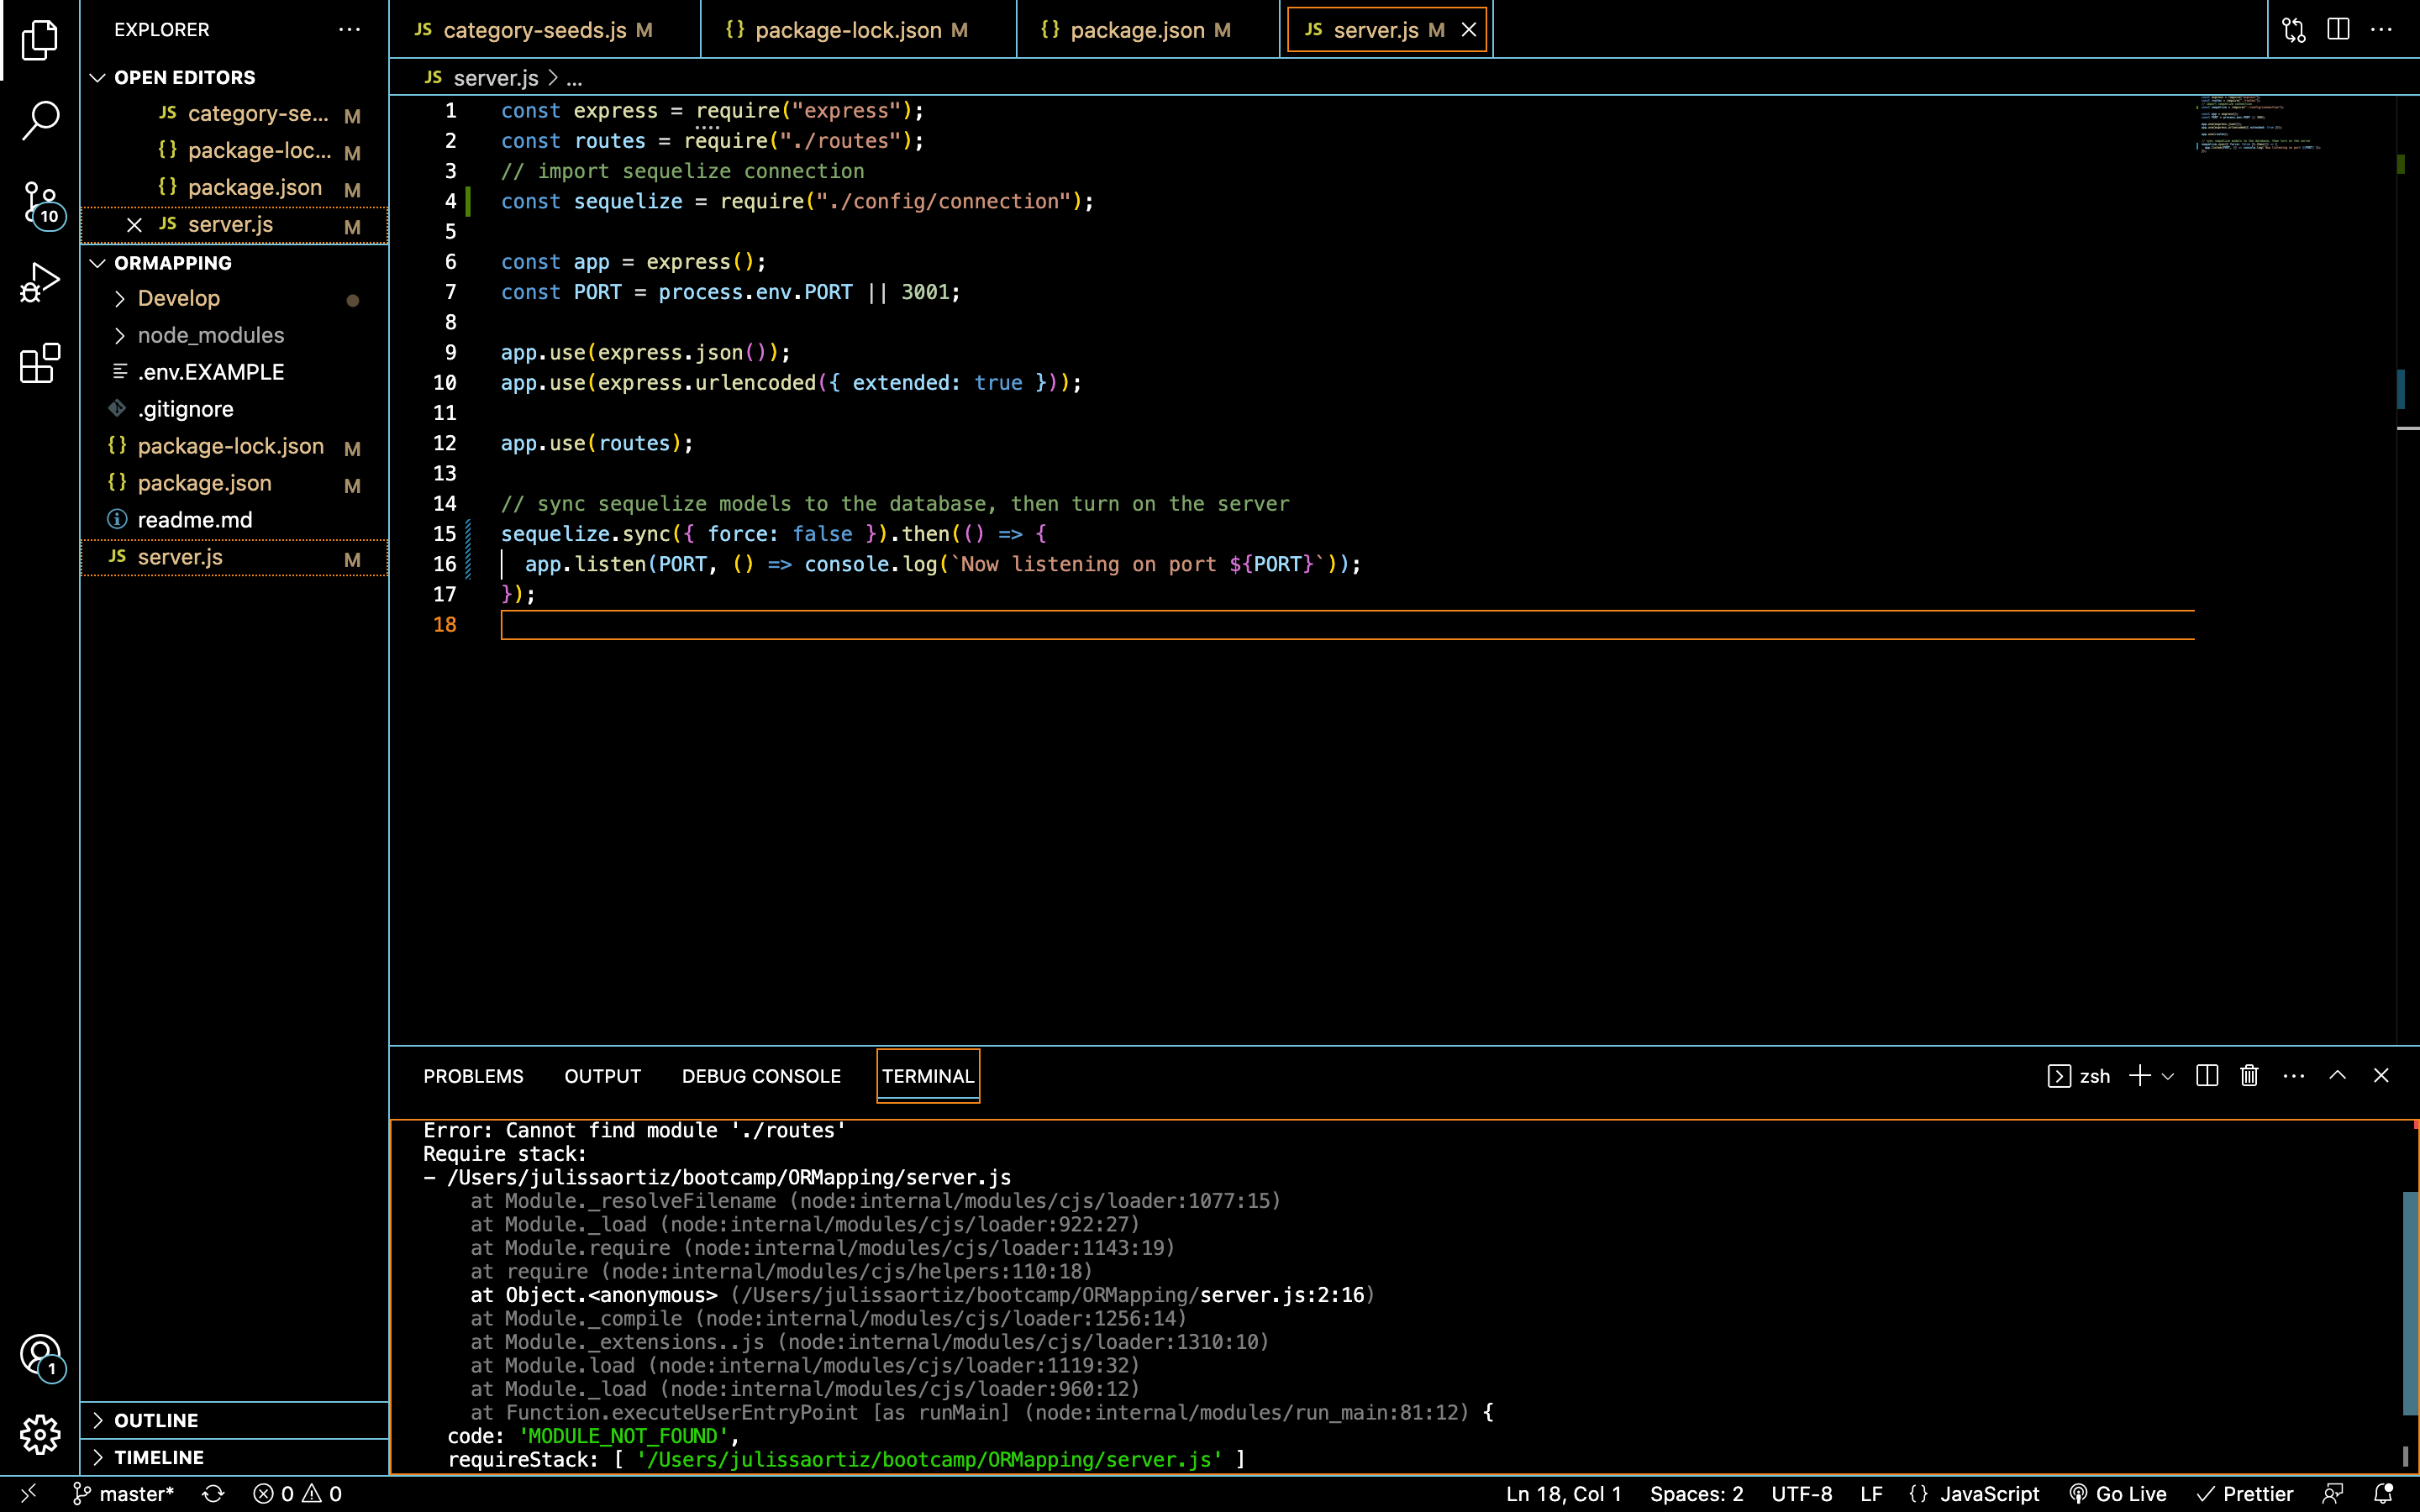 EXPLORER
OPEN EDITORS
JS category-se... M
{} package-loc... M
{} package.json M
JS server.js M
ORMAPPING
Develop
node_modules
.env.EXAMPLE
.gitignore
{} package-lock.json M
{} package.json M
readme.md
JS server.js M
OUTLINE
TIMELINE
10
1
JS category-seeds.js M
{} package-lock.json M
{} package.json M
JS server.js M
JS server.js > ...
1 const express = require("express");
2 const routes = require("./routes");
3 // import sequelize connection
4 const sequelize = require("./config/connection");
5
6 const app = express();
7 const PORT = process.env.PORT || 3001;
8
9 app.use(express.json());
10 app.use(express.urlencoded({ extended: true }));
11
12 app.use(routes);
13
14 // sync sequelize models to the database, then turn on the server
15 sequelize.sync({ force: false }).then(() => {
16 app.listen(PORT, () => console.log(`Now listening on port ${PORT}`));
17 });
18
PROBLEMS OUTPUT DEBUG CONSOLE TERMINAL zsh
Error: Cannot find module './routes'
Require stack:
- /Users/julissaortiz/bootcamp/ORMapping/server.js
at Module._resolveFilename (node:internal/modules/cjs/loader:1077:15)
at Module._load (node:internal/modules/cjs/loader:922:27)
at Module.require (node:internal/modules/cjs/loader:1143:19)
at require (node:internal/modules/cjs/helpers:110:18)
at Object.<anonymous> (/Users/julissaortiz/bootcamp/ORMapping/server.js:2:16)
at Module._compile (node:internal/modules/cjs/loader:1256:14)
at Module._extensions..js (node:internal/modules/cjs/loader:1310:10)
at Module.load (node:internal/modules/cjs/loader:1119:32)
at Module._load (node:internal/modules/cjs/loader:960:12)
at Function.executeUserEntryPoint [as runMain] (node:internal/modules/run_main:81:12) {
code: 'MODULE_NOT_FOUND',
requireStack: [ '/Users/julissaortiz/bootcamp/ORMapping/server.js' ]
master* 0 0 Ln 18, Col 1 Spaces: 2 UTF-8 LF {} JavaScript Go Live Prettier